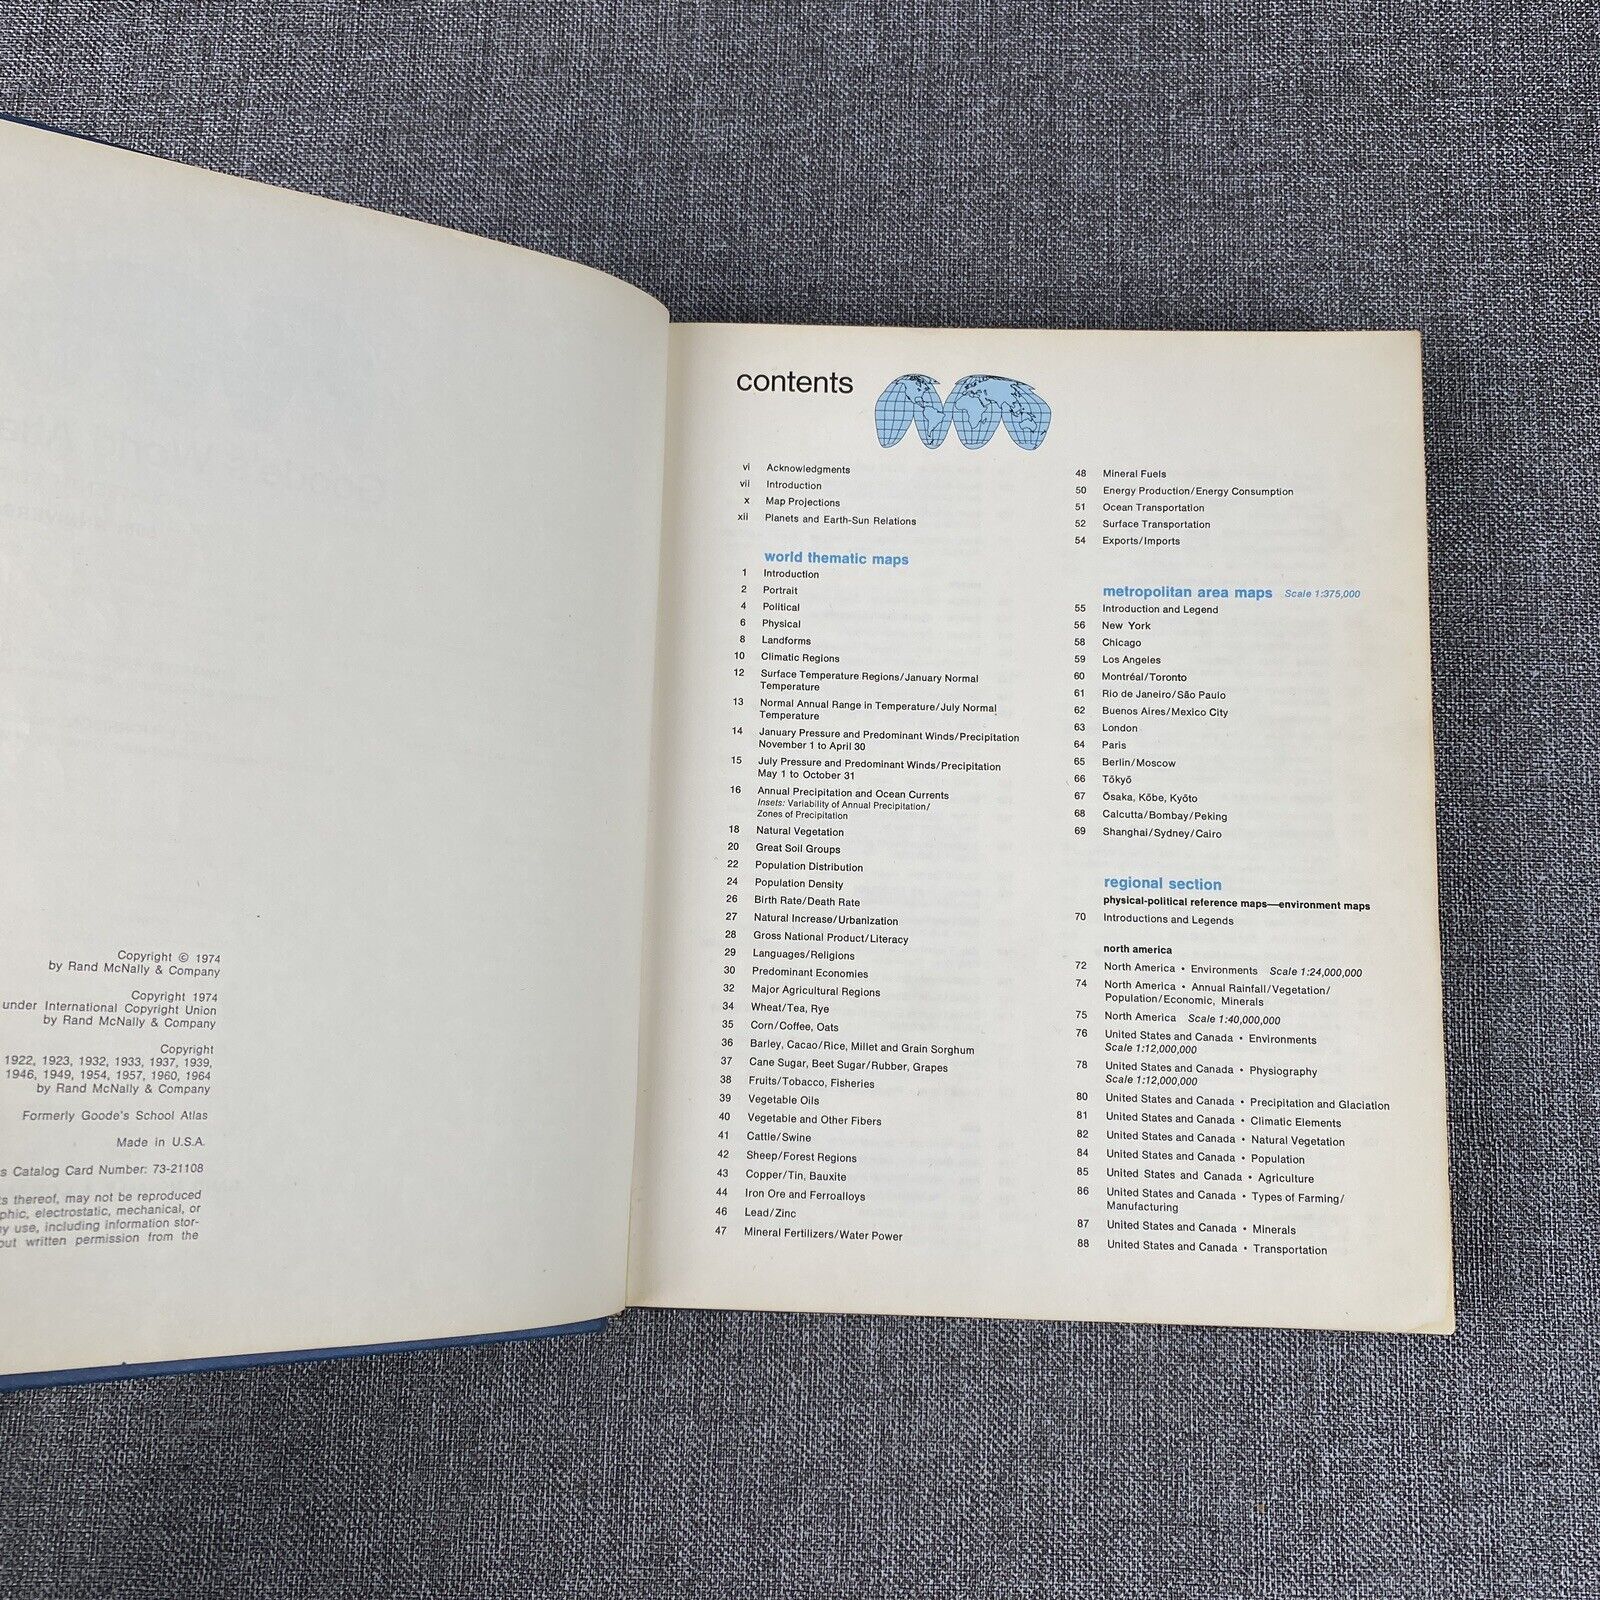 Copyright © 1974
by Rand McNally & Company
Copyright 1974
under International Copyright Union
by Rand McNally & Company
Copyright
1922, 1923, 1932, 1933, 1937, 1939,
1946, 1949, 1954, 1957, 1960, 1964
by Rand McNally & Company
Formerly Goode's School Atlas
Made in U.S.A.
Catalog Card Number: 73-21108
thereof, may not be reproduced
electrostatic, mechanical, or
use, including information stor-
written permission from the
contents
vi Acknowledgments
vii Introduction
x Map Projections
xii Planets and Earth-Sun Relations
world thematic maps
1 Introduction
2 Portrait
4 Political
6 Physical
8 Landforms
10 Climatic Regions
12 Surface Temperature Regions/January Normal
Temperature
13 Normal Annual Range in Temperature/July Normal
Temperature
14 January Pressure and Predominant Winds/Precipitation
November 1 to April 30
15 July Pressure and Predominant Winds/Precipitation
May 1 to October 31
16 Annual Precipitation and Ocean Currents
Insets: Variability of Annual Precipitation/
Zones of Precipitation
18 Natural Vegetation
20 Great Soil Groups
22 Population Distribution
24 Population Density
26 Birth Rate/Death Rate
27 Natural Increase/Urbanization
28 Gross National Product/Literacy
29 Languages/Religions
30 Predominant Economies
32 Major Agricultural Regions
34 Wheat/Tea, Rye
35 Corn/Coffee, Oats
36 Barley, Cacao/Rice, Millet and Grain Sorghum
37 Cane Sugar, Beet Sugar/Rubber, Grapes
38 Fruits/Tobacco, Fisheries
39 Vegetable Oils
40 Vegetable and Other Fibers
41 Cattle/Swine
42 Sheep/Forest Regions
43 Copper/Tin, Bauxite
44 Iron Ore and Ferroalloys
46 Lead/Zinc
47 Mineral Fertilizers/Water Power
48 Mineral Fuels
50 Energy Production/Energy Consumption
51 Ocean Transportation
52 Surface Transportation
54 Exports/Imports
metropolitan area maps Scale 1:375,000
55 Introduction and Legend
56 New York
58 Chicago
59 Los Angeles
60 Montréal/Toronto
61 Rio de Janeiro/São Paulo
62 Buenos Aires/Mexico City
63 London
64 Paris
65 Berlin/Moscow
66 Tōkyō
67 Ōsaka, Kōbe, Kyōto
68 Calcutta/Bombay/Peking
69 Shanghai/Sydney/Cairo
regional section
physical-political reference maps—environment maps
70 Introductions and Legends
north america
72 North America • Environments Scale 1:24,000,000
74 North America • Annual Rainfall/Vegetation/
Population/Economic, Minerals
75 North America Scale 1:40,000,000
76 United States and Canada • Environments
Scale 1:12,000,000
78 United States and Canada • Physiography
Scale 1:12,000,000
80 United States and Canada • Precipitation and Glaciation
81 United States and Canada • Climatic Elements
82 United States and Canada • Natural Vegetation
84 United States and Canada • Population
85 United States and Canada • Agriculture
86 United States and Canada • Types of Farming/
Manufacturing
87 United States and Canada • Minerals
88 United States and Canada • Transportation